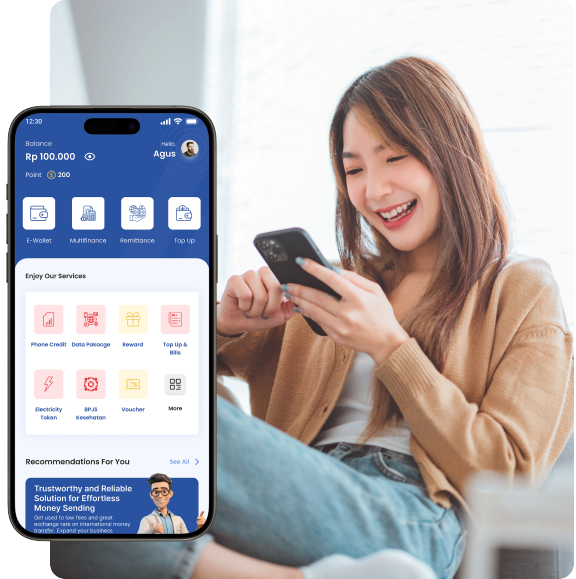 12:30
Balance
Hello,
Rp 100.000
Agus
Point 200
E-Wallet Multifinance Remittance Top Up
Enjoy Our Services
Phone Credit Data Pakacge Reward Top Up &
Bills
Electricity BPJS Voucher More
Token Kesehatan
Recommendations For You See All
Trustworthy and Reliable
Solution for Effortless
Money Sending
Get used to low fees and great
exchange rate on international money
transfer. Expand your business